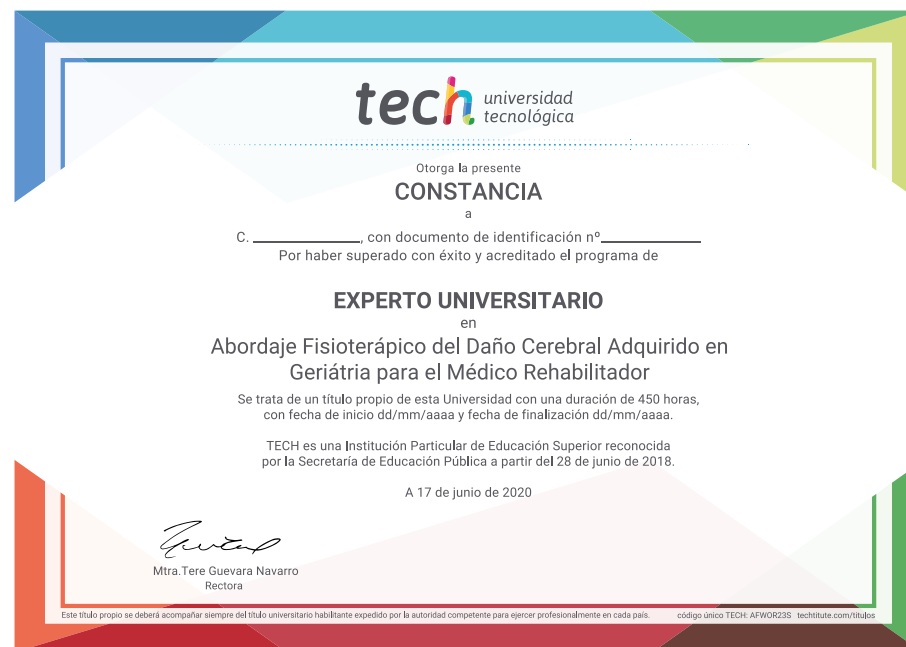 tech universidad
tecnológica
Otorga la presente
CONSTANCIA
a
C. ____________, con documento de identificación nº____________
Por haber superado con éxito y acreditado el programa de
EXPERTO UNIVERSITARIO
en
Abordaje Fisioterápico del Daño Cerebral Adquirido en
Geriátria para el Médico Rehabilitador
Se trata de un título propio de esta Universidad con una duración de 450 horas,
con fecha de inicio dd/mm/aaaa y fecha de finalización dd/mm/aaaa.
TECH es una Institución Particular de Educación Superior reconocida
por la Secretaría de Educación Pública a partir del 28 de junio de 2018.
A 17 de junio de 2020
Mtra.Tere Guevara Navarro
Rectora
Este título propio se deberá acompañar siempre del título universitario habilitante expedido por la autoridad competente para ejercer profesionalmente en cada país. código único TECH: AFWOR23S techtitute.com/titulos